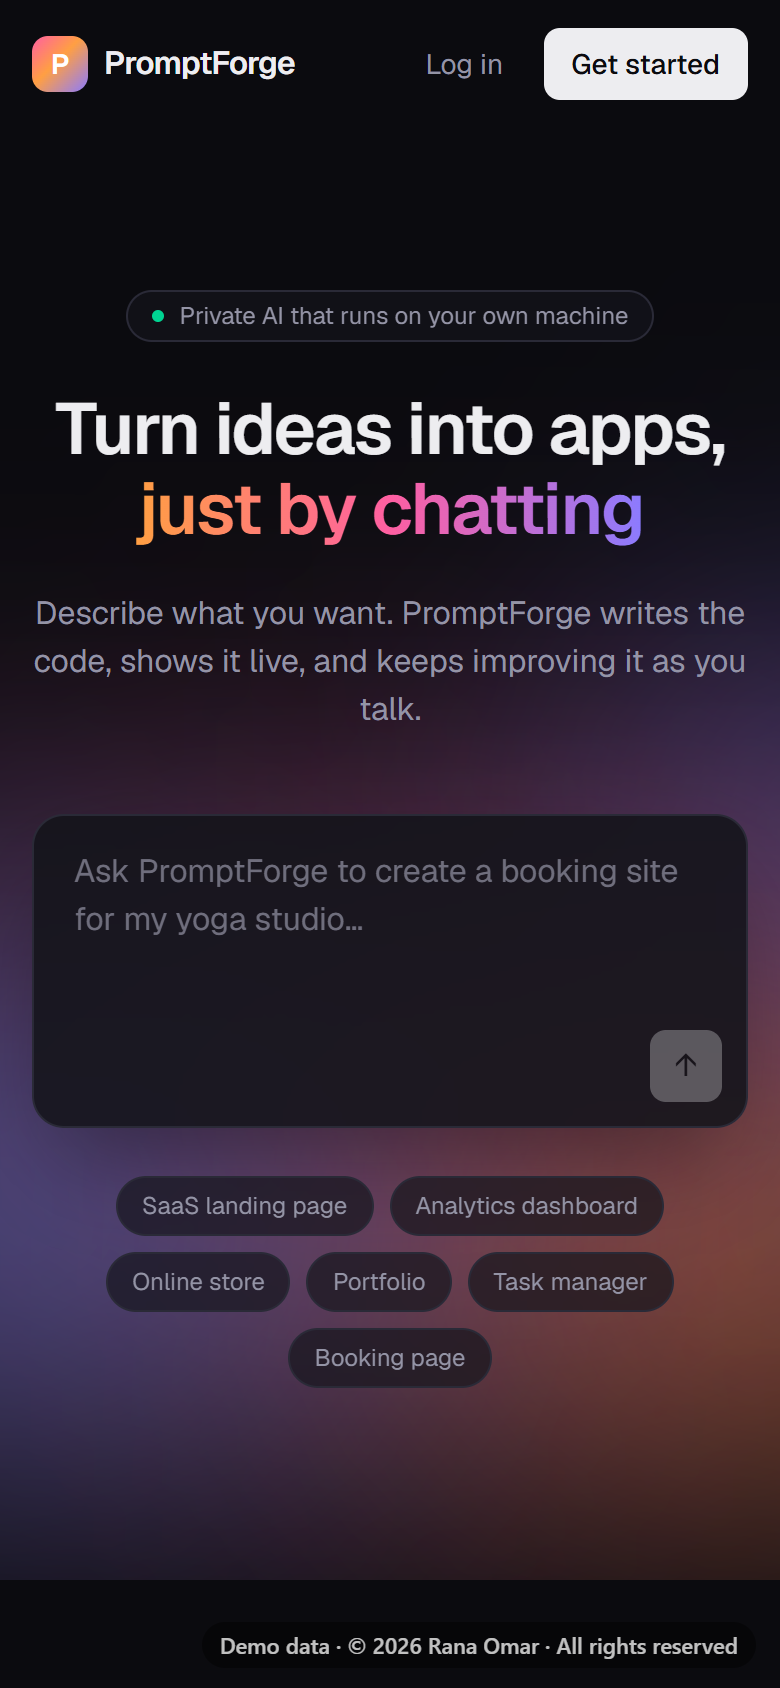 P PromptForge Log in Get started
Private AI that runs on your own machine
Turn ideas into apps,
just by chatting
Describe what you want. PromptForge writes the
code, shows it live, and keeps improving it as you
talk.
Ask PromptForge to create a booking site
for my yoga studio...
SaaS landing page Analytics dashboard
Online store Portfolio Task manager
Booking page
Demo data · © 2026 Rana Omar · All rights reserved